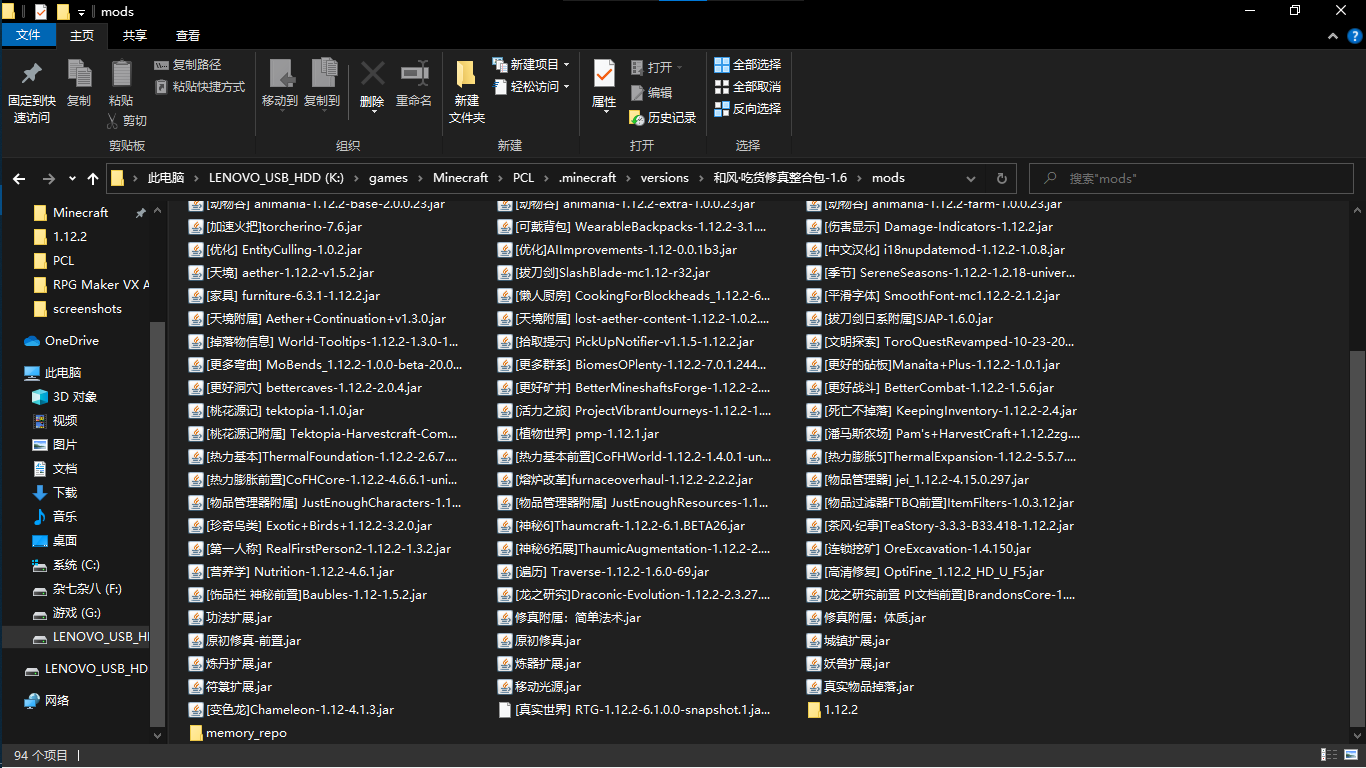 mods
文件 主页 共享 查看
固定到快速访问
复制
粘贴
复制路径
粘贴快捷方式
剪切
剪贴板
移动到
复制到
删除
重命名
组织
新建文件夹
新建项目
轻松访问
新建
属性
打开
编辑
历史记录
打开
全部选择
全部取消
反向选择
选择
此电脑 LENOVO_USB_HDD (K:) games Minecraft PCL .minecraft versions 和风·吃货修真整合包-1.6 mods
搜索"mods"
Minecraft
1.12.2
PCL
RPG Maker VX A
screenshots
OneDrive
此电脑
3D 对象
视频
图片
文档
下载
音乐
桌面
系统 (C:)
杂七杂八 (F:)
游戏 (G:)
LENOVO_USB_HI
LENOVO_USB_HD
网络
[动物谷] animania-1.12.2-base-2.0.0.23.jar [动物谷] animania-1.12.2-extra-1.0.0.23.jar [动物谷] animania-1.12.2-farm-1.0.0.23.jar
[加速火把]torcherino-7.6.jar [可戴背包] WearableBackpacks-1.12.2-3.1.... [伤害显示] Damage-Indicators-1.12.2.jar
[优化] EntityCulling-1.0.2.jar [优化]AIImprovements-1.12-0.0.1b3.jar [中文汉化] i18nupdatemod-1.12.2-1.0.8.jar
[天境] aether-1.12.2-v1.5.2.jar [拔刀剑]SlashBlade-mc1.12-r32.jar [季节] SereneSeasons-1.12.2-1.2.18-univer...
[家具] furniture-6.3.1-1.12.2.jar [懒人厨房] CookingForBlockheads_1.12.2-6... [平滑字体] SmoothFont-mc1.12.2-2.1.2.jar
[天境附属] Aether+Continuation+v1.3.0.jar [天境附属] lost-aether-content-1.12.2-1.0.2.... [拔刀剑日系附属]SJAP-1.6.0.jar
[掉落物信息] World-Tooltips-1.12.2-1.3.0-1... [拾取提示] PickUpNotifier-v1.1.5-1.12.2.jar [文明探索] ToroQuestRevamped-10-23-20...
[更多弯曲] MoBends_1.12.2-1.0.0-beta-20.0... [更多群系] BiomesOPlenty-1.12.2-7.0.1.244... [更好的砧板]Manaita+Plus-1.12.2-1.0.1.jar
[更好洞穴] bettercaves-1.12.2-2.0.4.jar [更好矿井] BetterMineshaftsForge-1.12.2-2.... [更好战斗] BetterCombat-1.12.2-1.5.6.jar
[桃花源记] tektopia-1.1.0.jar [活力之旅] ProjectVibrantJourneys-1.12.2-1.... [死亡不掉落] KeepingInventory-1.12.2-2.4.jar
[桃花源记附属] Tektopia-Harvestcraft-Com... [植物世界] pmp-1.12.1.jar [潘马斯农场] Pam's+HarvestCraft+1.12.2zg....
[热力基本]ThermalFoundation-1.12.2-2.6.7.... [热力基本前置]CoFHWorld-1.12.2-1.4.0.1-un... [热力膨胀5]ThermalExpansion-1.12.2-5.5.7....
[热力膨胀前置]CoFHCore-1.12.2-4.6.6.1-uni... [熔炉改革]furnaceoverhaul-1.12.2-2.2.2.jar [物品管理器] jei_1.12.2-4.15.0.297.jar
[物品管理器附属] JustEnoughCharacters-1.1... [物品管理器附属] JustEnoughResources-1.1... [物品过滤器FTBQ前置]ItemFilters-1.0.3.12.jar
[珍奇鸟类] Exotic+Birds+1.12.2-3.2.0.jar [神秘6]Thaumcraft-1.12.2-6.1.BETA26.jar [茶风·纪事]TeaStory-3.3.3-B33.418-1.12.2.jar
[第一人称] RealFirstPerson2-1.12.2-1.3.2.jar [神秘6拓展]ThaumicAugmentation-1.12.2-2.... [连锁挖矿] OreExcavation-1.4.150.jar
[营养学] Nutrition-1.12.2-4.6.1.jar [遍历] Traverse-1.12.2-1.6.0-69.jar [高清修复] OptiFine_1.12.2_HD_U_F5.jar
[饰品栏 神秘前置]Baubles-1.12-1.5.2.jar [龙之研究]Draconic-Evolution-1.12.2-2.3.27.... [龙之研究前置 PI文档前置]BrandonsCore-1....
功法扩展.jar 修真附属：简单法术.jar 修真附属：体质.jar
原初修真-前置.jar 原初修真.jar 城镇扩展.jar
炼丹扩展.jar 炼器扩展.jar 妖兽扩展.jar
符篆扩展.jar 移动光源.jar 真实物品掉落.jar
[变色龙]Chameleon-1.12-4.1.3.jar [真实世界] RTG-1.12.2-6.1.0.0-snapshot.1.ja... 1.12.2
memory_repo
94 个项目